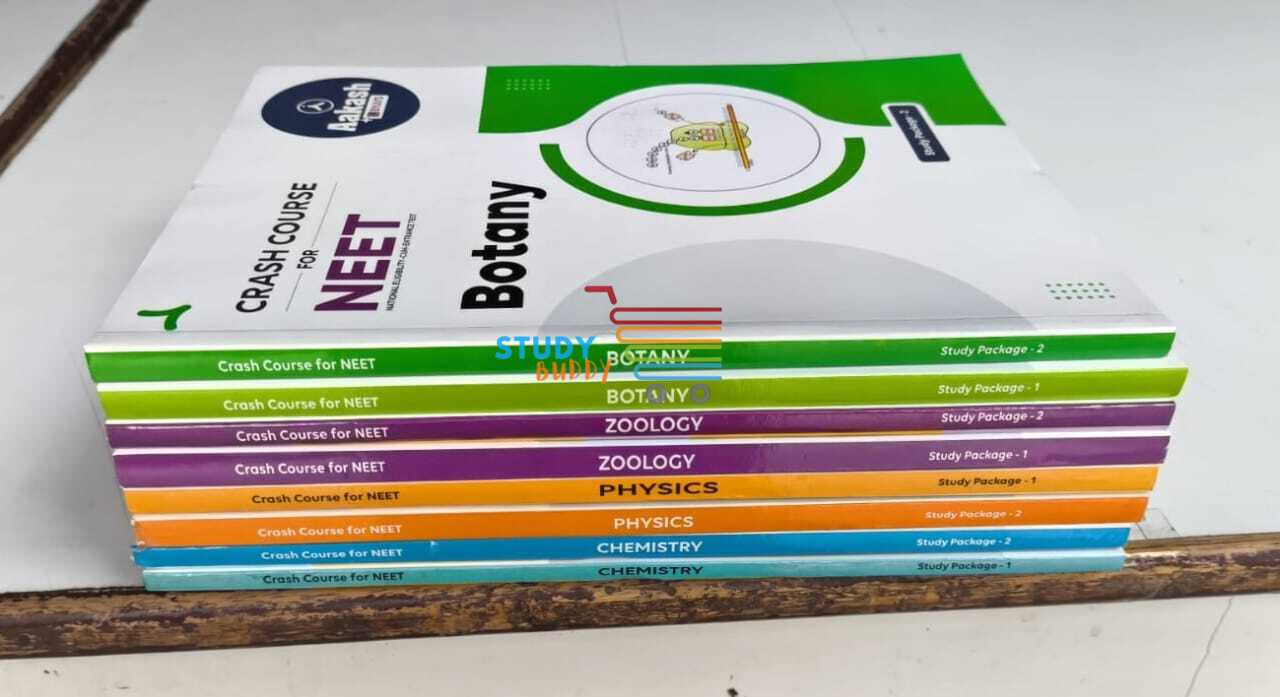 Aakash
+BYJU'S
CRASH COURSE
FOR
NEET
NATIONAL ELIGIBILITY-CUM-ENTRANCE TEST
Botany
Study Package-2
STUDY
BUDDY
Crash Course for NEET BOTANY Study Package - 2
Crash Course for NEET BOTANY Study Package - 1
Crash Course for NEET ZOOLOGY Study Package - 2
Crash Course for NEET ZOOLOGY Study Package - 1
Crash Course for NEET PHYSICS Study Package - 1
Crash Course for NEET PHYSICS Study Package - 2
Crash Course for NEET CHEMISTRY Study Package - 2
Crash Course for NEET CHEMISTRY Study Package - 1